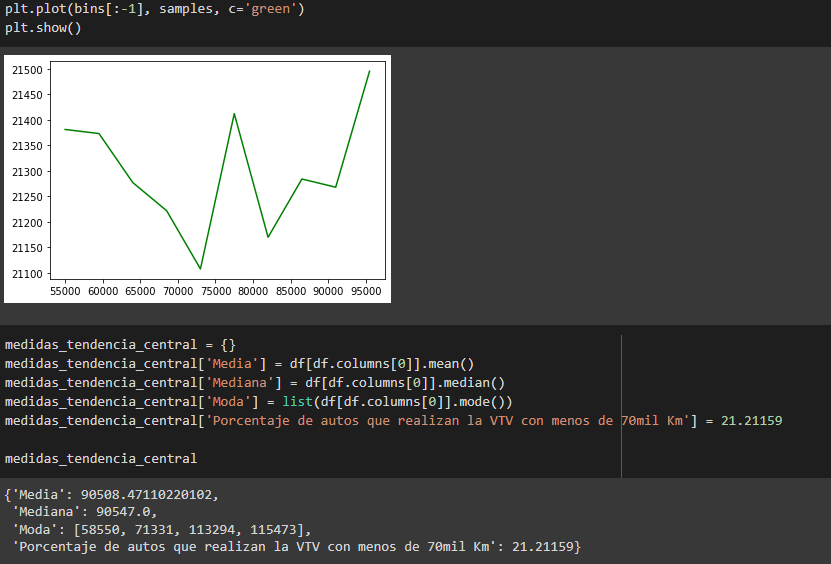 plt.plot(bins[:-1], samples, c='green')
plt.show()
21500
21450
21400
21350
21300
21250
21200
21150
21100
55000 60000 65000 70000 75000 80000 85000 90000 95000
medidas_tendencia_central = {}
medidas_tendencia_central['Media'] = df[df.columns[0]].mean()
medidas_tendencia_central['Mediana'] = df[df.columns[0]].median()
medidas_tendencia_central['Moda'] = list(df[df.columns[0]].mode())
medidas_tendencia_central['Porcentaje de autos que realizan la VTV con menos de 70mil Km'] = 21.21159
medidas_tendencia_central
{'Media': 90508.47110220102,
'Mediana': 90547.0,
'Moda': [58550, 71331, 113294, 115473],
'Porcentaje de autos que realizan la VTV con menos de 70mil Km': 21.21159}